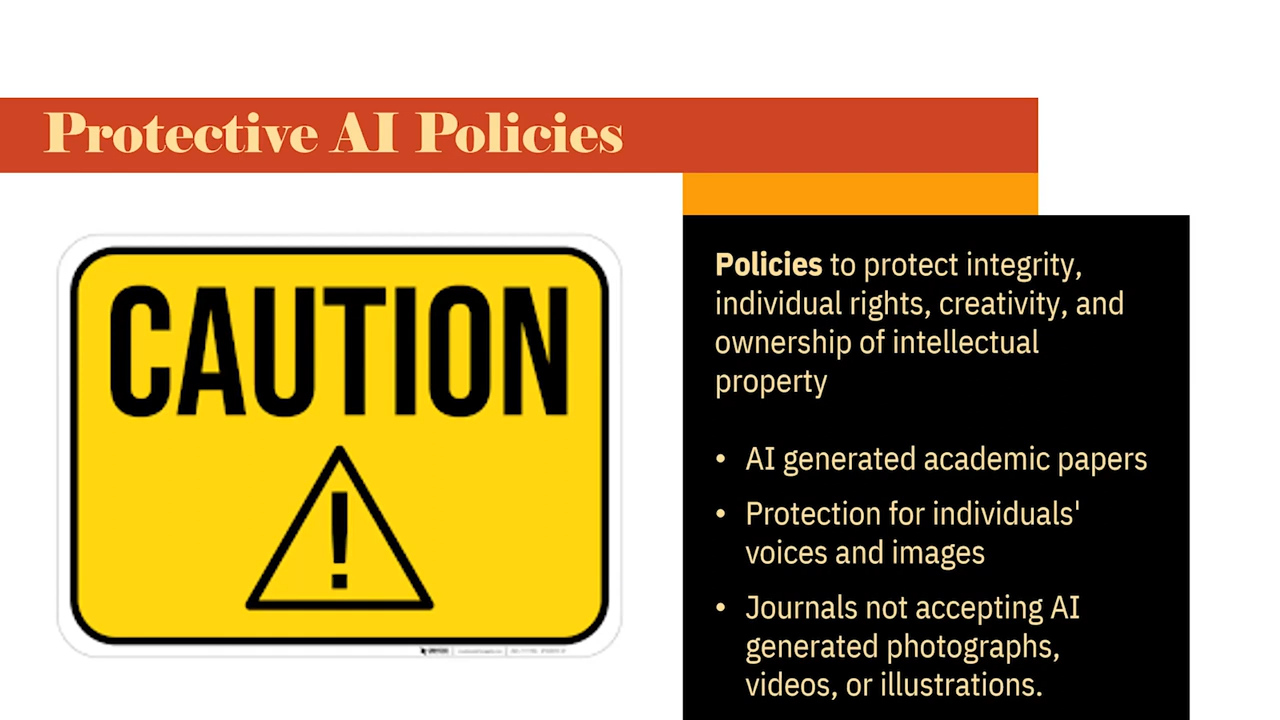 Protective AI Policies
CAUTION
!
Policies to protect integrity,
individual rights, creativity, and
ownership of intellectual
property
• AI generated academic papers
• Protection for individuals'
voices and images
• Journals not accepting AI
generated photographs,
videos, or illustrations.